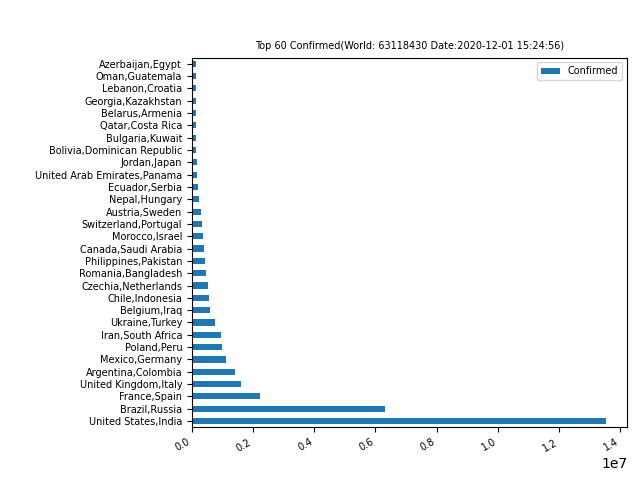 Top 60 Confirmed(World: 63118430 Date:2020-12-01 15:24:56)
Confirmed
Azerbaijan,Egypt
Oman,Guatemala
Lebanon,Croatia
Georgia,Kazakhstan
Belarus,Armenia
Qatar,Costa Rica
Bulgaria,Kuwait
Bolivia,Dominican Republic
Jordan,Japan
United Arab Emirates,Panama
Ecuador,Serbia
Nepal,Hungary
Austria,Sweden
Switzerland,Portugal
Morocco,Israel
Canada,Saudi Arabia
Philippines,Pakistan
Romania,Bangladesh
Czechia,Netherlands
Chile,Indonesia
Belgium,Iraq
Ukraine,Turkey
Iran,South Africa
Poland,Peru
Mexico,Germany
Argentina,Colombia
United Kingdom,Italy
France,Spain
Brazil,Russia
United States,India
0.0 0.2 0.4 0.6 0.8 1.0 1.2 1.4
1e7